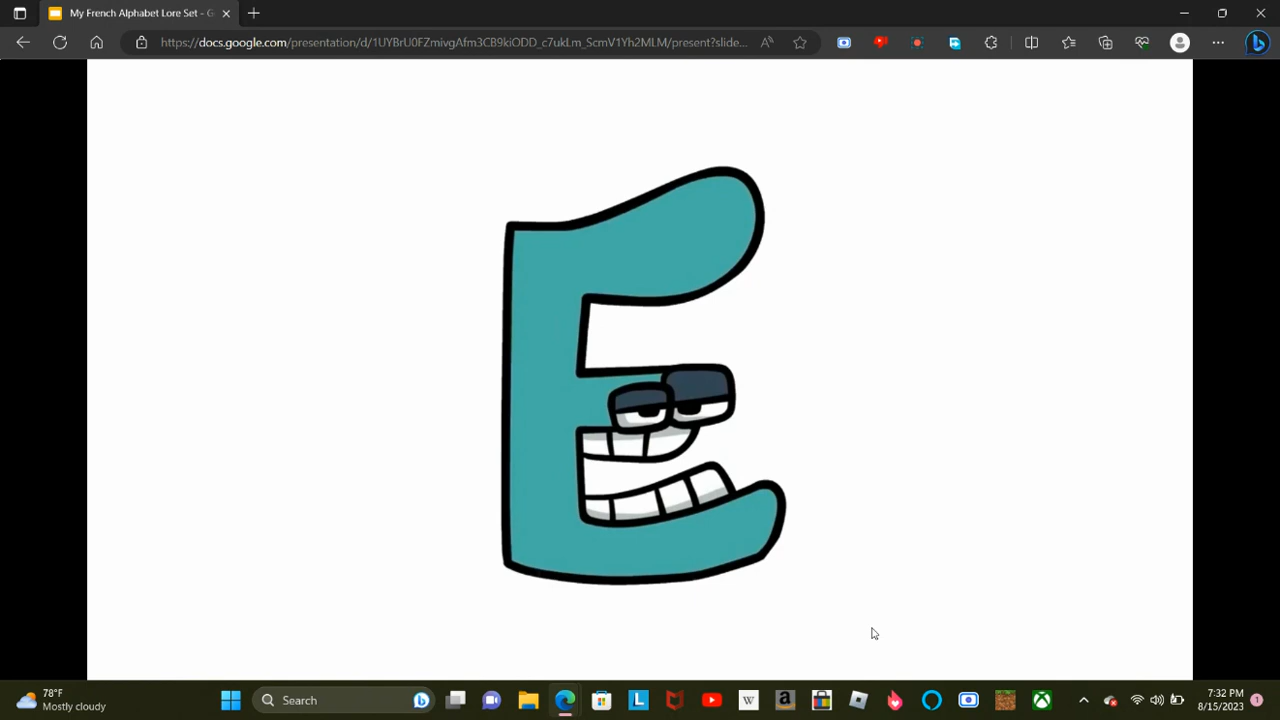 My French Alphabet Lore Set - G
https://docs.google.com/presentation/d/1UYBrU0FZmivgAfm3CB9kiODD_c7ukLm_ScmV1Yh2MLM/present?slide...
E
78°F
Mostly cloudy
Search
L
W
a
7:32 PM
8/15/2023
1